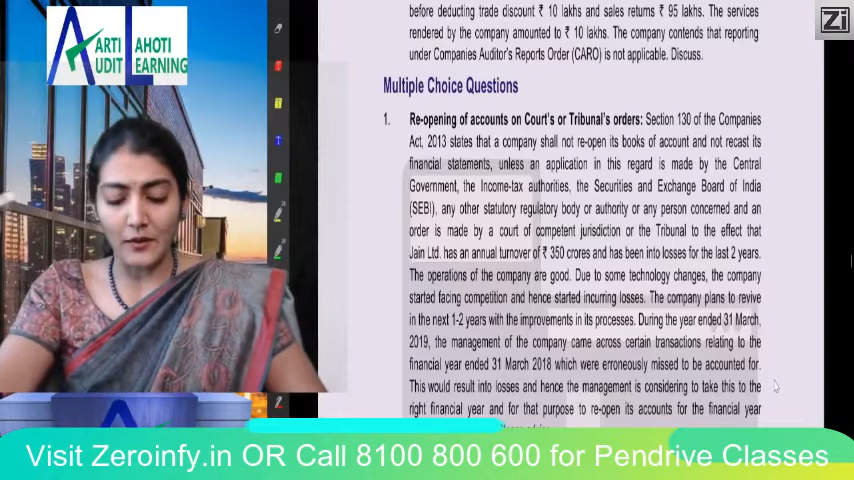 ARTI LAHOTI
AUDIT LEARNING
Zi
before deducting trade discount ₹ 10 lakhs and sales returns ₹ 95 lakhs. The services
rendered by the company amounted to ₹ 10 lakhs. The company contends that reporting
under Companies Auditor's Reports Order (CARO) is not applicable. Discuss.
Multiple Choice Questions
1. Re-opening of accounts on Court's or Tribunal's orders: Section 130 of the Companies
Act, 2013 states that a company shall not re-open its books of account and not recast its
financial statements, unless an application in this regard is made by the Central
Government, the Income-tax authorities, the Securities and Exchange Board of India
(SEBI), any other statutory regulatory body or authority or any person concerned and an
order is made by a court of competent jurisdiction or the Tribunal to the effect that
Jain Ltd. has an annual turnover of ₹ 350 crores and has been into losses for the last 2 years.
The operations of the company are good. Due to some technology changes, the company
started facing competition and hence started incurring losses. The company plans to revive
in the next 1-2 years with the improvements in its processes. During the year ended 31 March,
2019, the management of the company came across certain transactions relating to the
financial year ended 31 March 2018 which were erroneously missed to be accounted for.
This would result into losses and hence the management is considering to take this to the
right financial year and for that purpose to re-open its accounts for the financial year
Visit Zeroinfy.in OR Call 8100 800 600 for Pendrive Classes